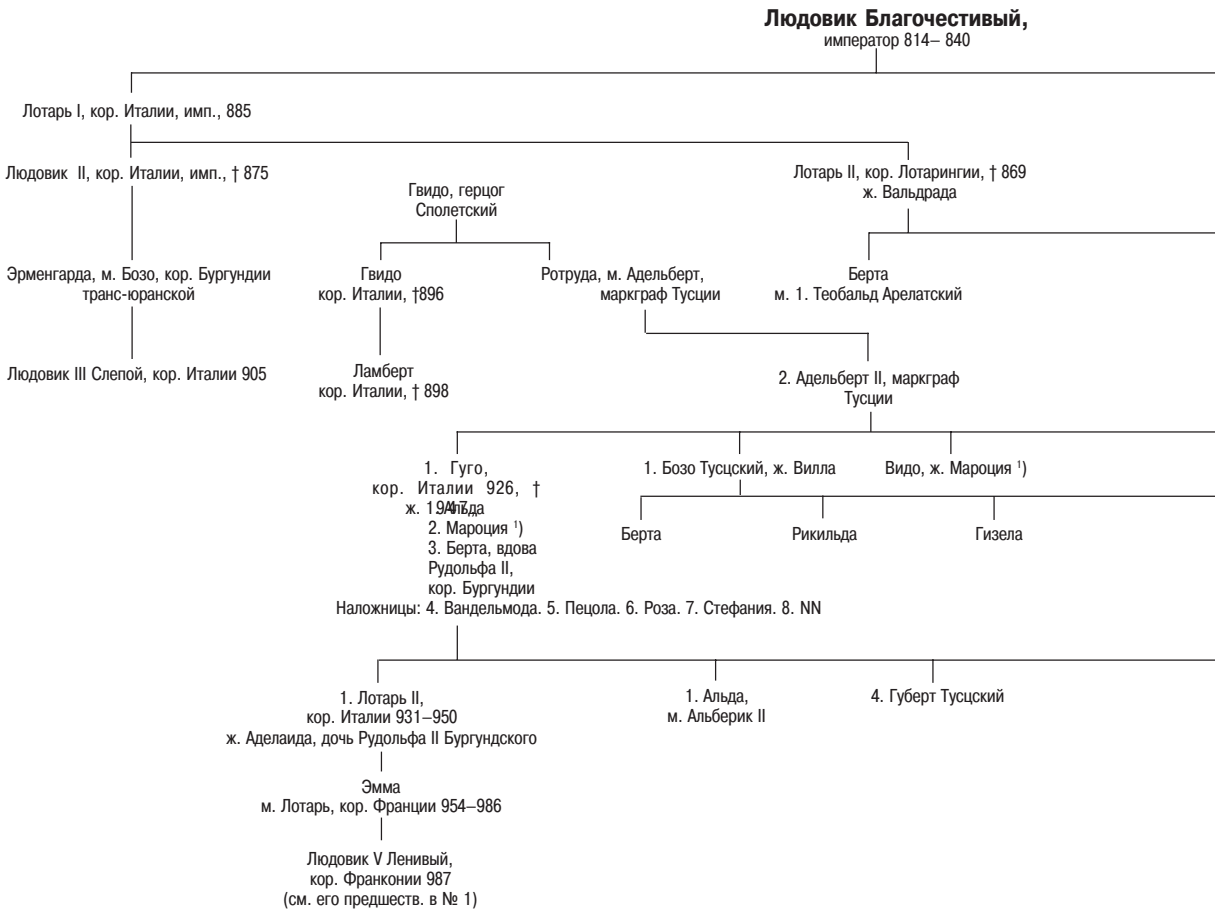 Людовик Благочестивый,
император 814– 840
Лотарь I, кор. Италии, имп., 885
Людовик II, кор. Италии, имп., † 875
Лотарь II, кор. Лотарингии, † 869
ж. Вальдрада
Гвидо, герцог
Сполетский
Эрменгарда, м. Бозо, кор. Бургундии
транс-юранской
Гвидо
кор. Италии, †896
Ротруда, м. Адельберт,
маркграф Тусции
Берта
м. 1. Теобальд Арелатский
Людовик III Слепой, кор. Италии 905
Ламберт
кор. Италии, † 898
2. Адельберт II, маркграф
Тусции
1. Гуго,
кор. Италии 926, †
947,
ж. 1. Альда
2. Мароция ¹)
3. Берта, вдова
Рудольфа II,
кор. Бургундии
1. Бозо Тусцский, ж. Вилла
Видо, ж. Мароция ¹)
Берта
Рикильда
Гизела
Наложницы: 4. Вандельмода. 5. Пецола. 6. Роза. 7. Стефания. 8. NN
1. Лотарь II,
кор. Италии 931–950
ж. Аделаида, дочь Рудольфа II Бургундского
1. Альда,
м. Альберик II
4. Губерт Тусцский
Эмма
м. Лотарь, кор. Франции 954–986
Людовик V Ленивый,
кор. Франконии 987
(см. его предшеств. в № 1)